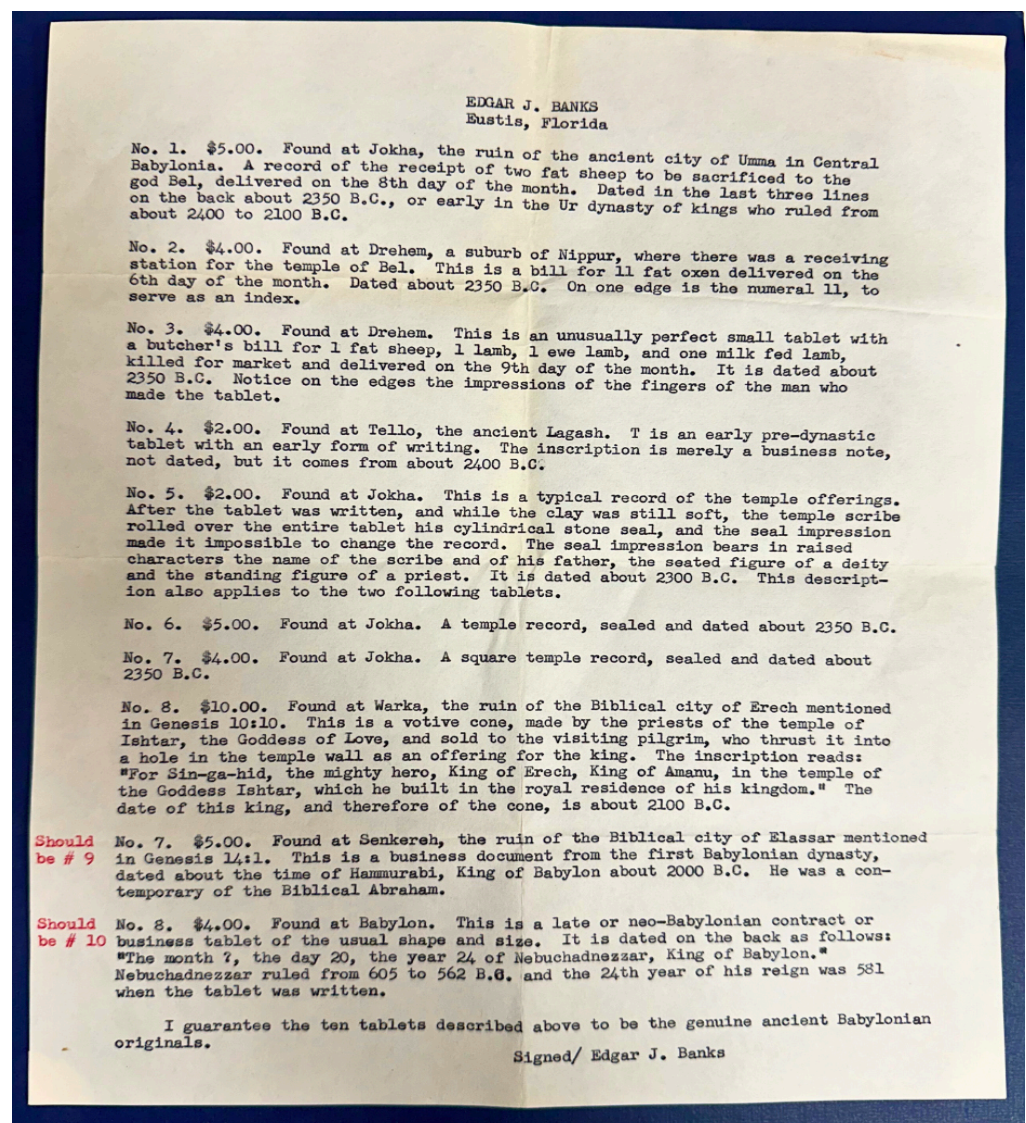 EDGAR J. BANKS
Eustis, Florida
No. 1. $5.00. Found at Jokha, the ruin of the ancient city of Umma in Central
Babylonia. A record of the receipt of two fat sheep to be sacrificed to the
god Bel, delivered on the 8th day of the month. Dated in the last three lines
on the back about 2350 B.C., or early in the Ur dynasty of kings who ruled from
about 2400 to 2100 B.C.
No. 2. $4.00. Found at Drehem, a suburb of Nippur, where there was a receiving
station for the temple of Bel. This is a bill for 11 fat oxen delivered on the
6th day of the month. Dated about 2350 B.C. On one edge is the numeral 11, to
serve as an index.
No. 3. $4.00. Found at Drehem. This is an unusually perfect small tablet with
a butcher's bill for 1 fat sheep, 1 lamb, 1 ewe lamb, and one milk fed lamb,
killed for market and delivered on the 9th day of the month. It is dated about
2350 B.C. Notice on the edges the impressions of the fingers of the man who
made the tablet.
No. 4. $2.00. Found at Tello, the ancient Lagash. T is an early pre-dynastic
tablet with an early form of writing. The inscription is merely a business note,
not dated, but it comes from about 2400 B.C.
No. 5. $2.00. Found at Jokha. This is a typical record of the temple offerings.
After the tablet was written, and while the clay was still soft, the temple scribe
rolled over the entire tablet his cylindrical stone seal, and the seal impression
made it impossible to change the record. The seal impression bears in raised
characters the name of the scribe and of his father, the seated figure of a deity
and the standing figure of a priest. It is dated about 2300 B.C. This descript-
ion also applies to the two following tablets.
No. 6. $5.00. Found at Jokha. A temple record, sealed and dated about 2350 B.C.
No. 7. $4.00. Found at Jokha. A square temple record, sealed and dated about
2350 B.C.
No. 8. $10.00. Found at Warka, the ruin of the Biblical city of Erech mentioned
in Genesis 10:10. This is a votive cone, made by the priests of the temple of
Ishtar, the Goddess of Love, and sold to the visiting pilgrim, who thrust it into
a hole in the temple wall as an offering for the king. The inscription reads:
"For Sin-ga-hid, the mighty hero, King of Erech, King of Amanu, in the temple of
the Goddess Ishtar, which he built in the royal residence of his kingdom." The
date of this king, and therefore of the cone, is about 2100 B.C.
Should be # 9
No. 7. $5.00. Found at Senkereh, the ruin of the Biblical city of Elassar mentioned
in Genesis 14:1. This is a business document from the first Babylonian dynasty,
dated about the time of Hammurabi, King of Babylon about 2000 B.C. He was a con-
temporary of the Biblical Abraham.
Should be # 10
No. 8. $4.00. Found at Babylon. This is a late or neo-Babylonian contract or
business tablet of the usual shape and size. It is dated on the back as follows:
"The month ?, the day 20, the year 24 of Nebuchadnezzar, King of Babylon."
Nebuchadnezzar ruled from 605 to 562 B.C. and the 24th year of his reign was 581
when the tablet was written.
I guarantee the ten tablets described above to be the genuine ancient Babylonian
originals.
Signed/ Edgar J. Banks